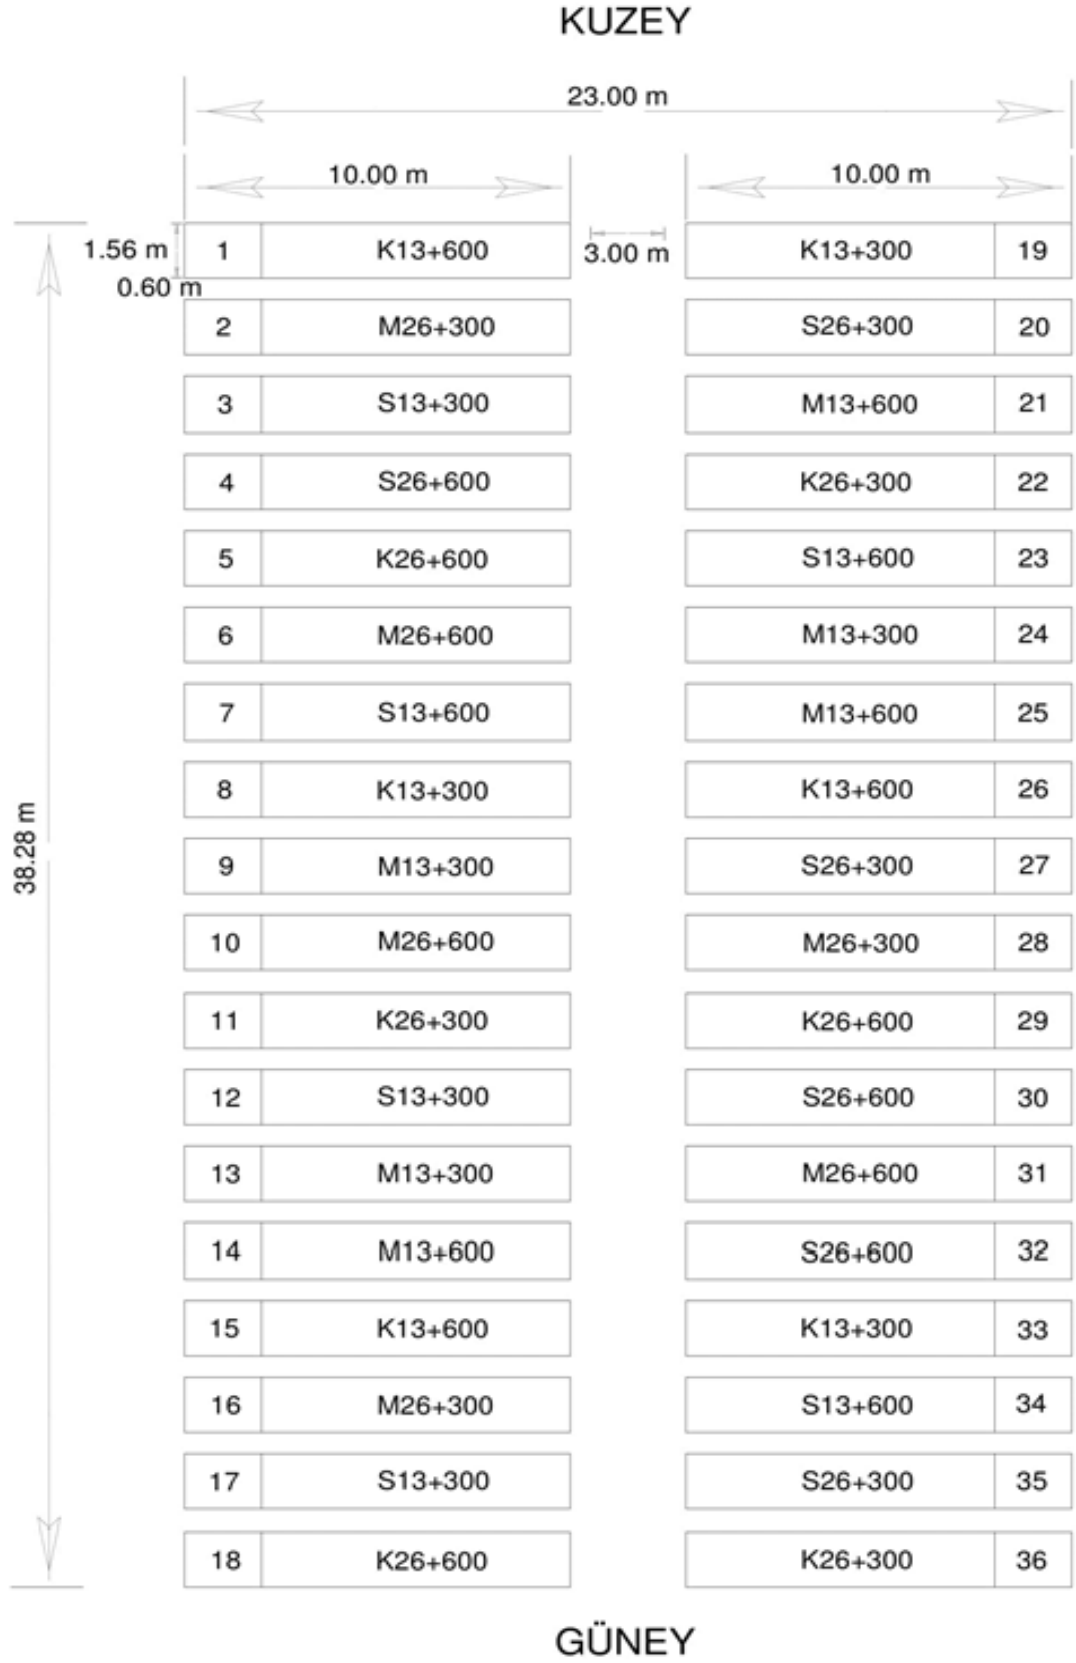 KUZEY
23.00 m
10.00 m 10.00 m
1.56 m 1 K13+600 3.00 m K13+300 19
0.60 m
2 M26+300 S26+300 20
3 S13+300 M13+600 21
4 S26+600 K26+300 22
5 K26+600 S13+600 23
6 M26+600 M13+300 24
7 S13+600 M13+600 25
8 K13+300 K13+600 26
9 M13+300 S26+300 27
38.28 m
10 M26+600 M26+300 28
11 K26+300 K26+600 29
12 S13+300 S26+600 30
13 M13+300 M26+600 31
14 M13+600 S26+600 32
15 K13+600 K13+300 33
16 M26+300 S13+600 34
17 S13+300 S26+300 35
18 K26+600 K26+300 36
GÜNEY